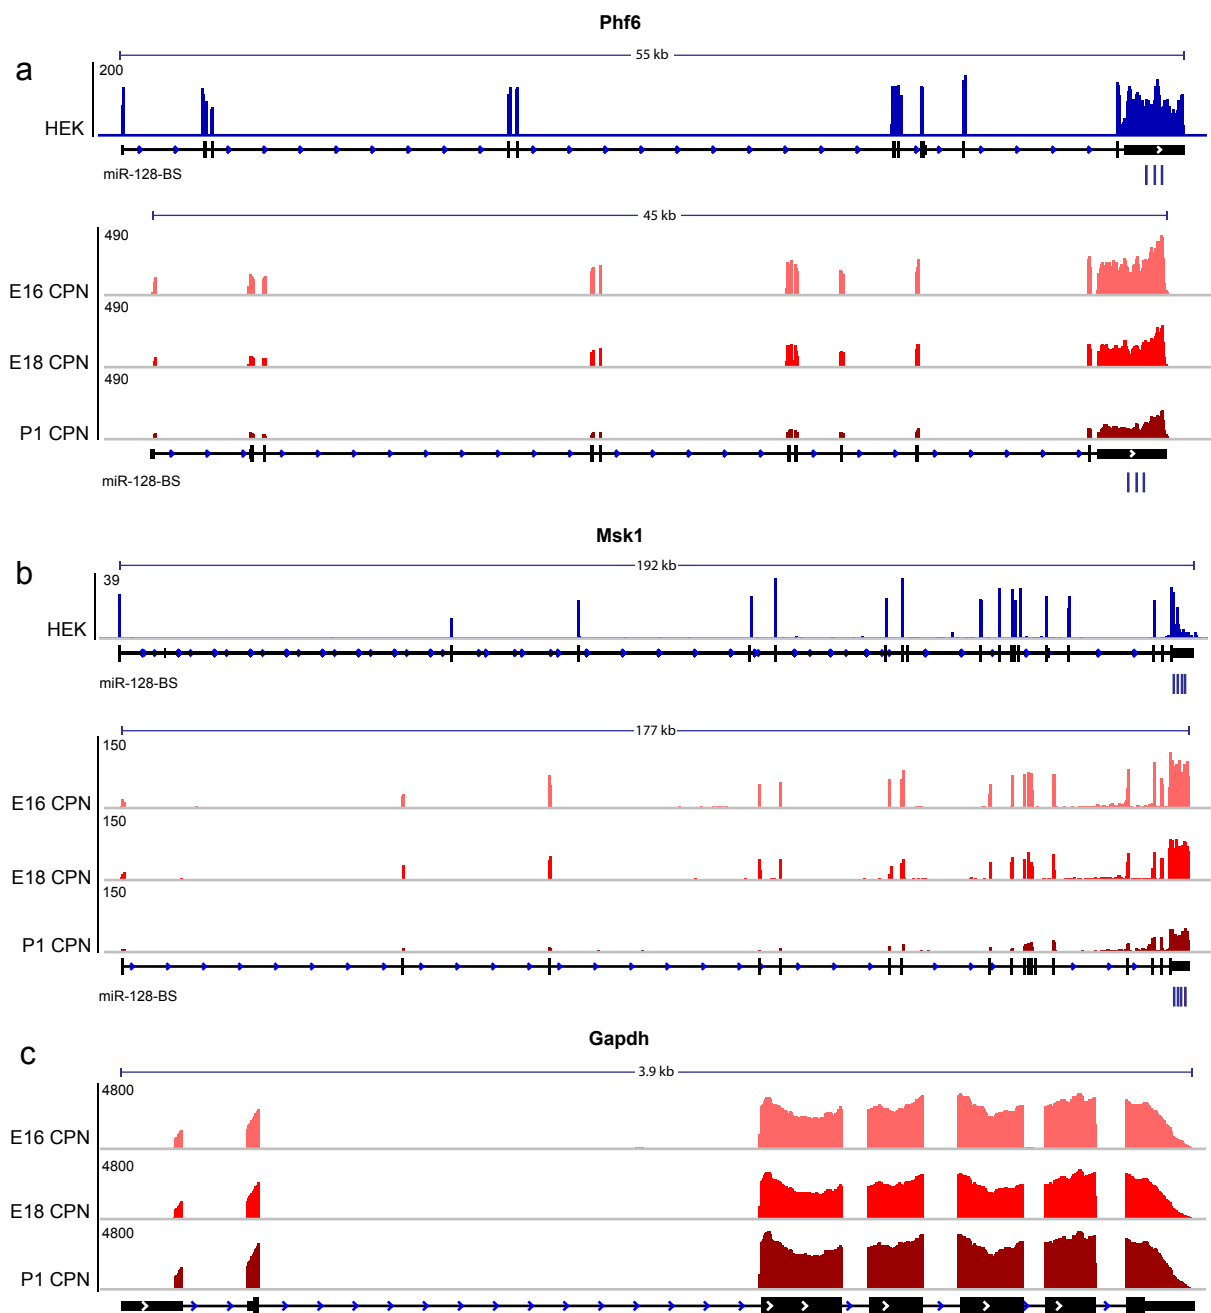 Phf6
a
55 kb
200
HEK
miR-128-BS
45 kb
490
E16 CPN
490
E18 CPN
490
P1 CPN
miR-128-BS
Msk1
b
192 kb
39
HEK
miR-128-BS
177 kb
150
E16 CPN
150
E18 CPN
150
P1 CPN
miR-128-BS
Gapdh
c
3.9 kb
4800
E16 CPN
4800
E18 CPN
4800
P1 CPN